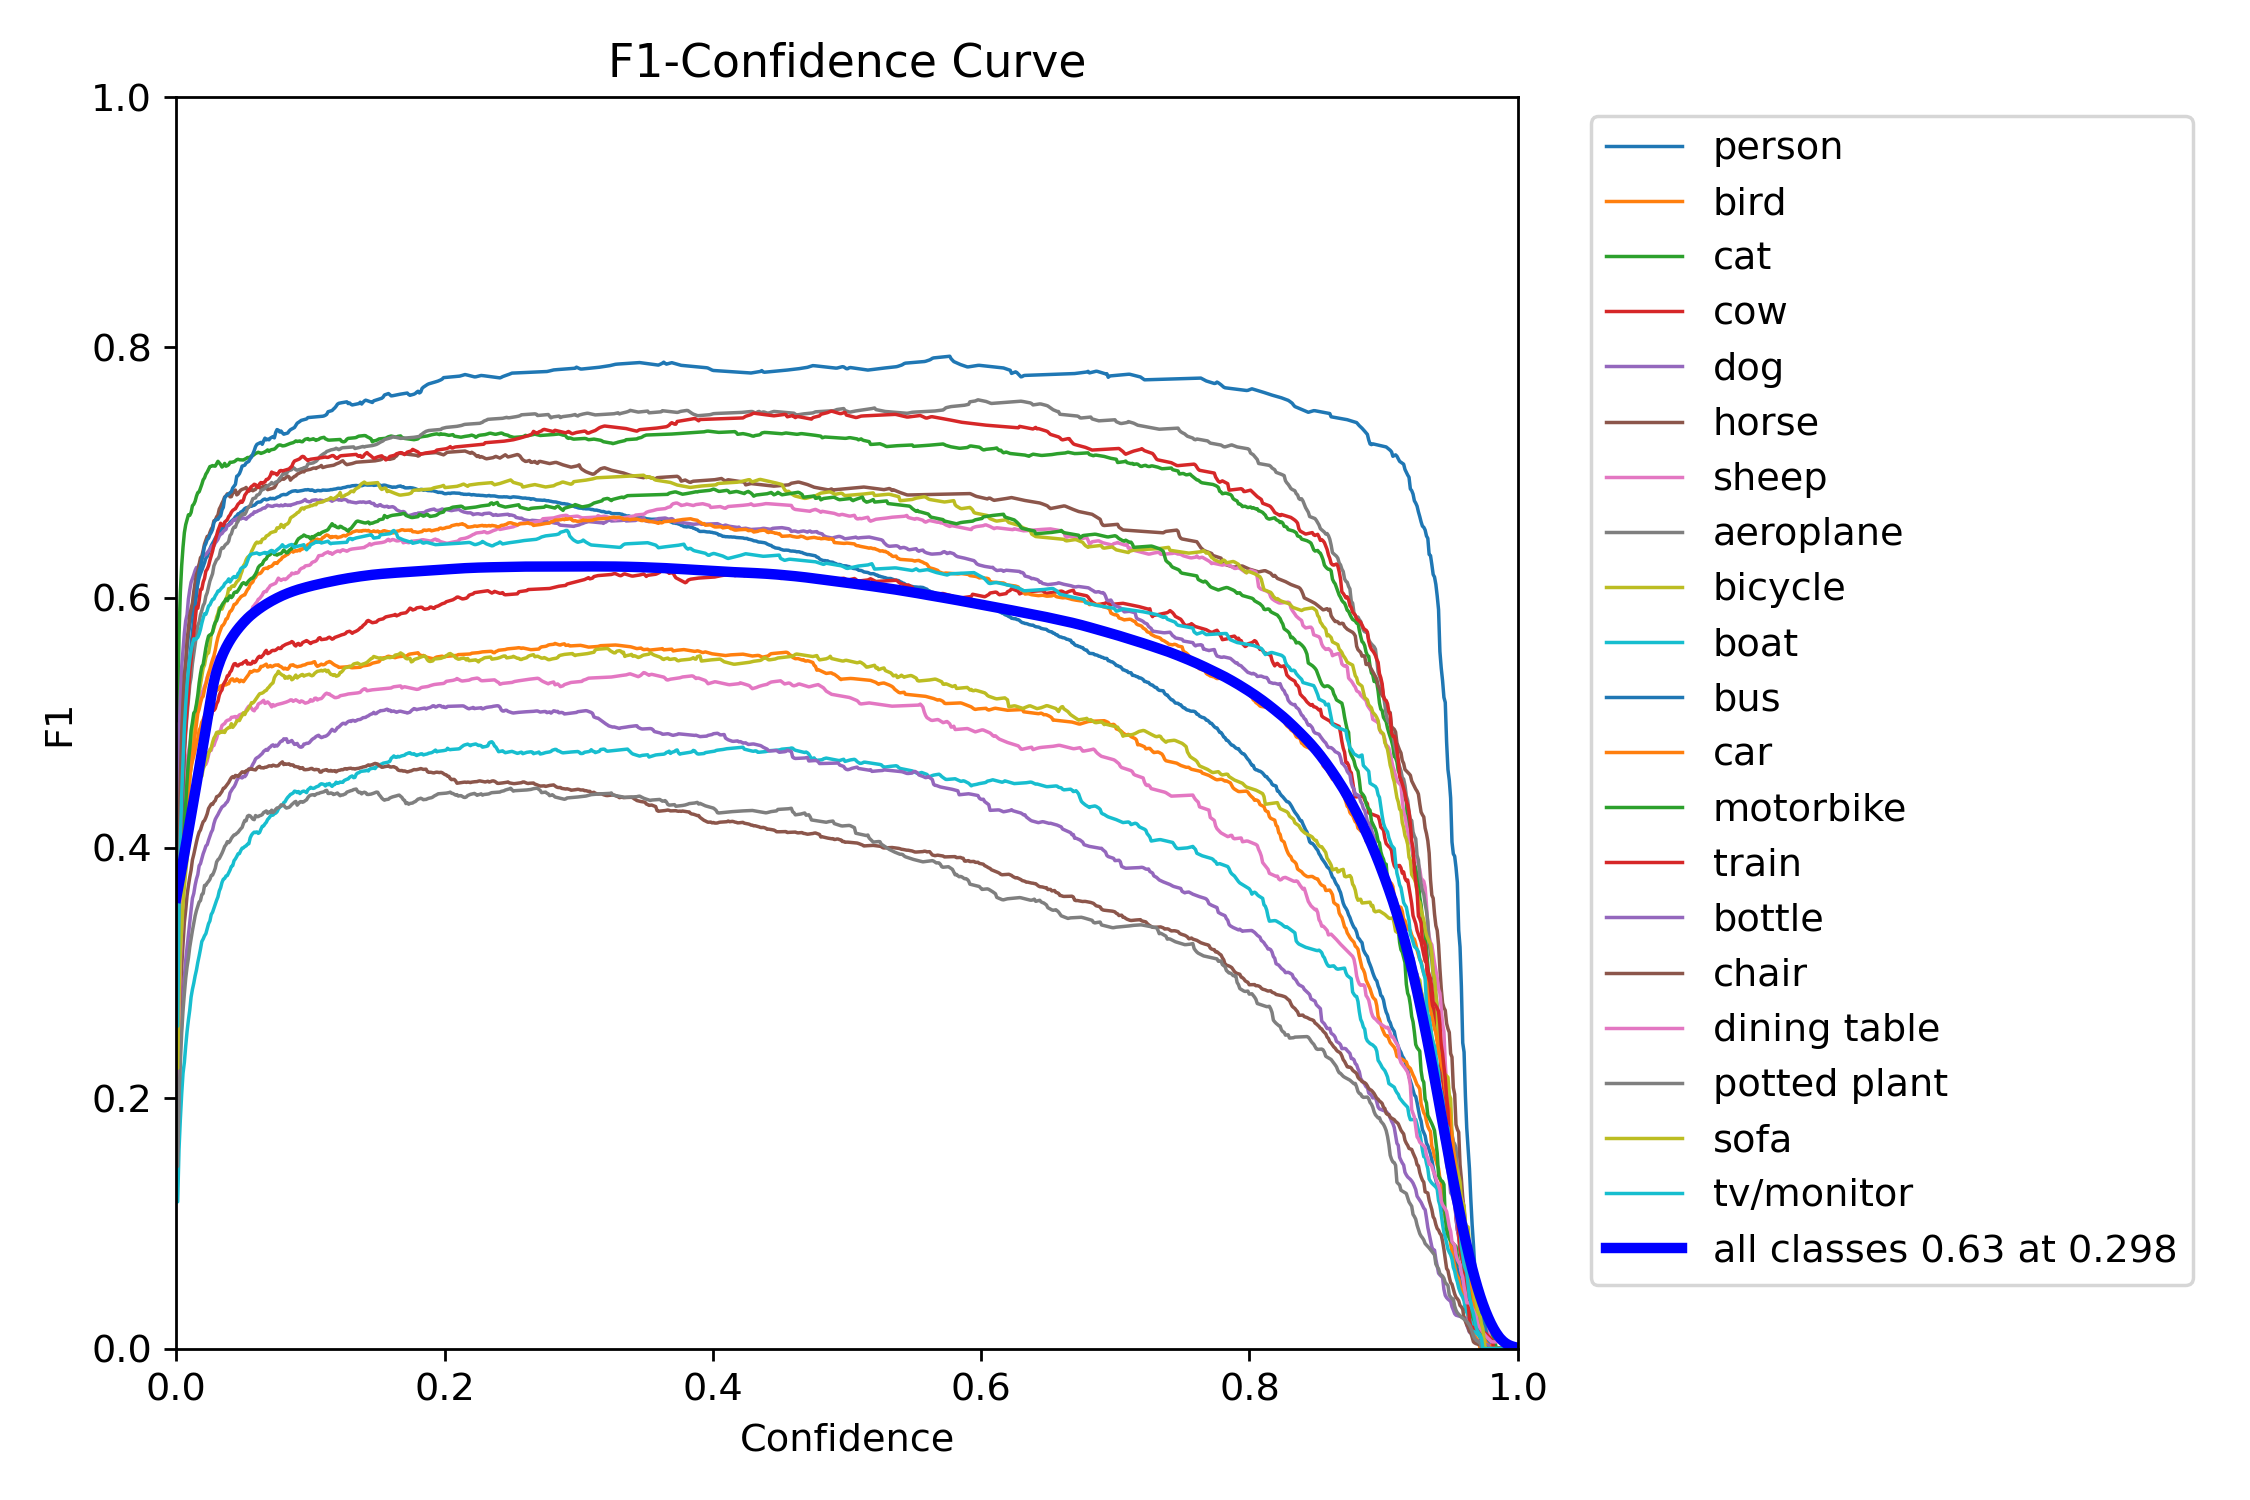 F1-Confidence Curve
1.0
0.8
0.6
0.4
0.2
0.0
F1
0.0 0.2 0.4 0.6 0.8 1.0
Confidence
person
bird
cat
cow
dog
horse
sheep
aeroplane
bicycle
boat
bus
car
motorbike
train
bottle
chair
dining table
potted plant
sofa
tv/monitor
all classes 0.63 at 0.298